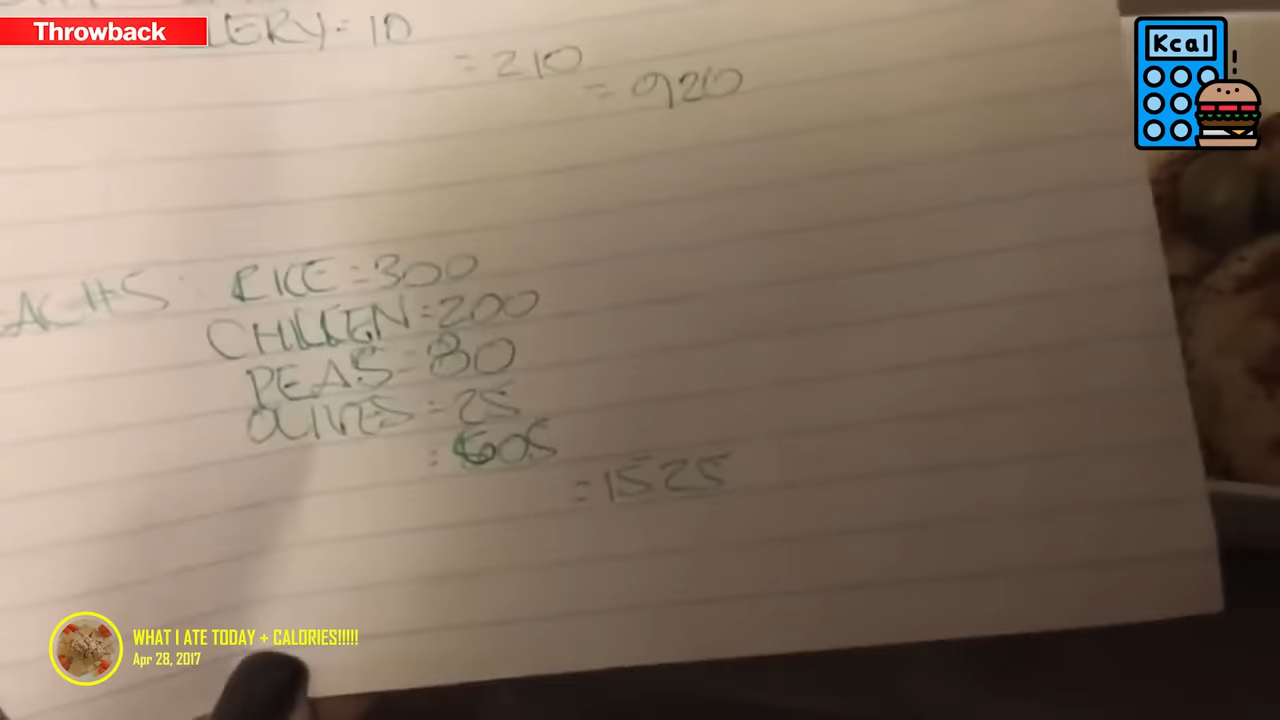 Throwback
LERY = 10
= 210
= 920
Kcal
RICE = 300
CHICKEN = 200
PEAS = 80
OLIVES = 25
: 605
= 1525
WHAT I ATE TODAY + CALORIES!!!!!
Apr 28, 2017